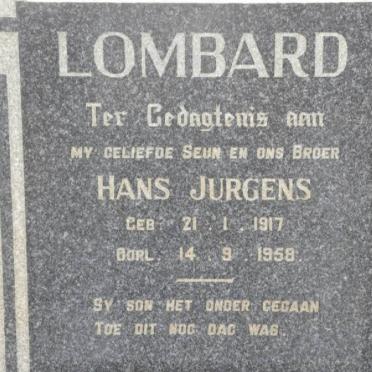 LOMBARD
Ter Gedagtenis aan
MY GELIEFDE SEUN EN ONS BROER
HANS JURGENS
GEB. 21. 1. 1917
OORL. 14. 9. 1958.
SY SON HET ONDER GEGAAN
TOE DIT NOG DAG WAS.